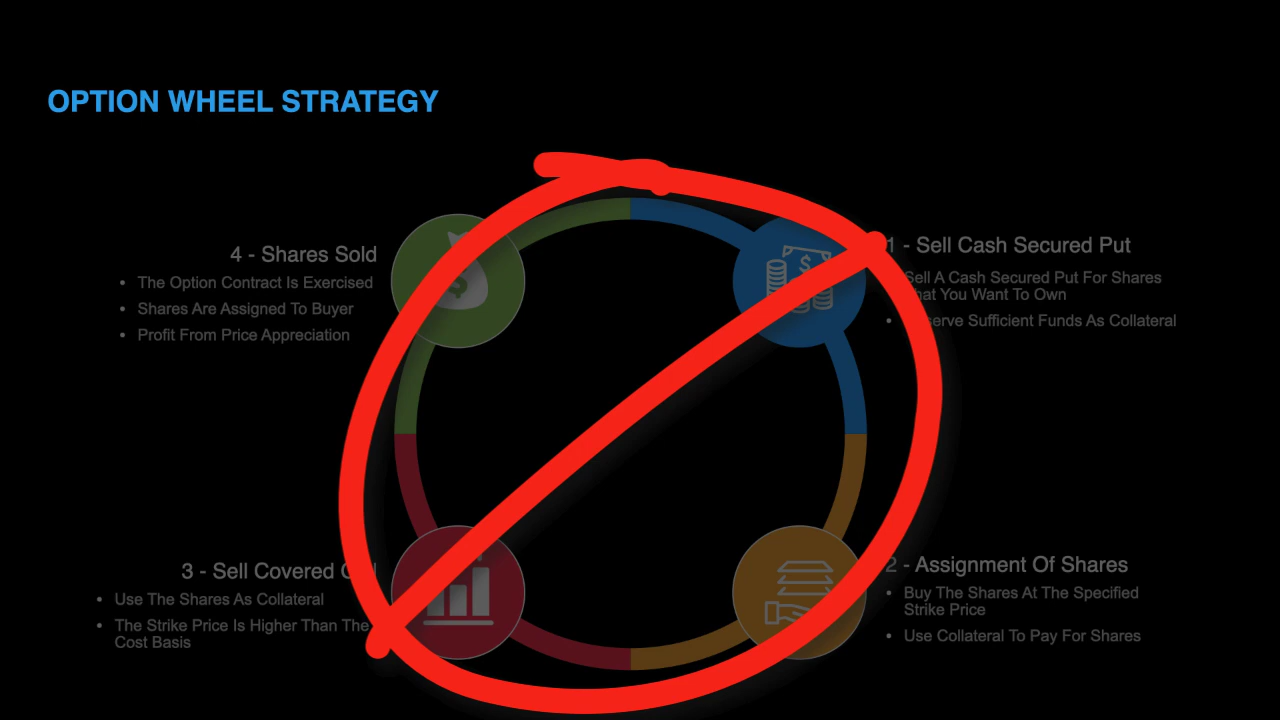 OPTION WHEEL STRATEGY
4 - Shares Sold
• The Option Contract Is Exercised
• Shares Are Assigned To Buyer
• Profit From Price Appreciation
1 - Sell Cash Secured Put
Sell A Cash Secured Put For Shares
You Want To Own
• Sufficient Funds As Collateral
3 - Sell Covered
• Use The Shares As Collateral
• The Strike Price Is Higher Than The
Cost Basis
2 - Assignment Of Shares
• Buy The Shares At The Specified
Strike Price
• Use Collateral To Pay For Shares
$
$